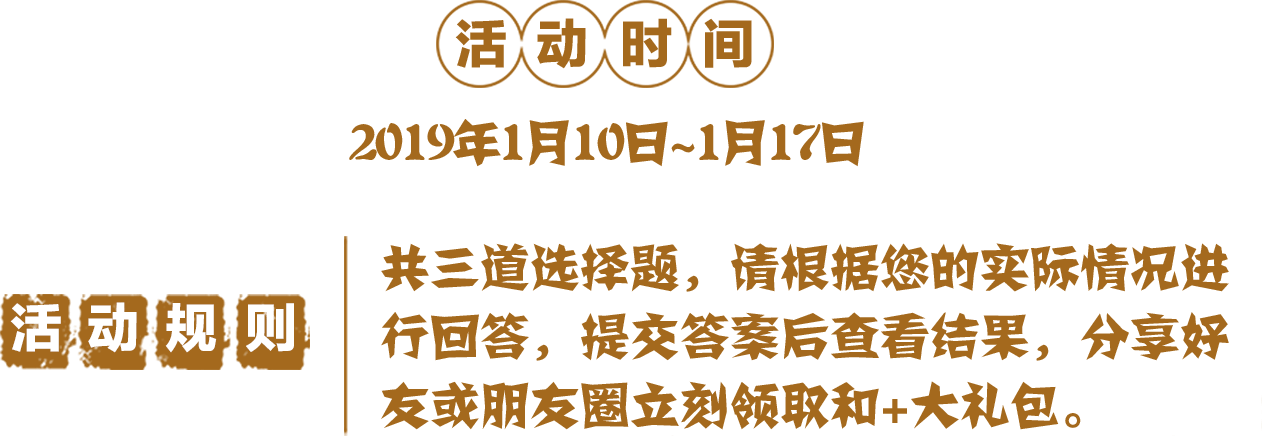 活动时间
2019年1月10日~1月17日
活动规则
共三道选择题，请根据您的实际情况进
行回答，提交答案后查看结果，分享好
友或朋友圈立刻领取和+大礼包。